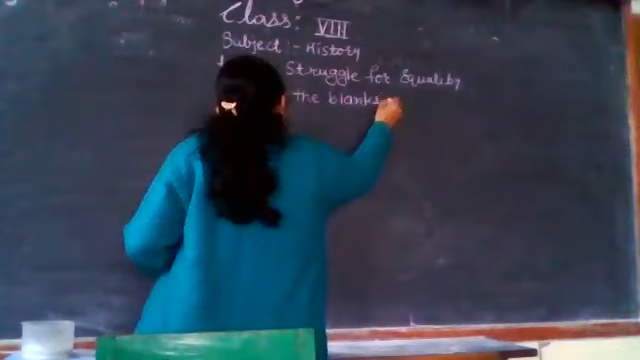 Class: VIII
Subject :- History
Struggle for Equality
the blanks